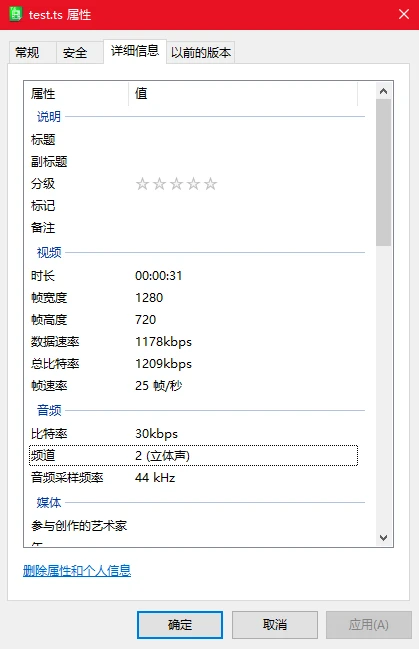 test.ts 属性
常规 安全 详细信息 以前的版本
属性 值
说明
标题
副标题
分级 ☆☆☆☆☆
标记
备注
视频
时长 00:00:31
帧宽度 1280
帧高度 720
数据速率 1178kbps
总比特率 1209kbps
帧速率 25 帧/秒
音频
比特率 30kbps
频道 2 (立体声)
音频采样频率 44 kHz
媒体
参与创作的艺术家
删除属性和个人信息
确定 取消 应用(A)